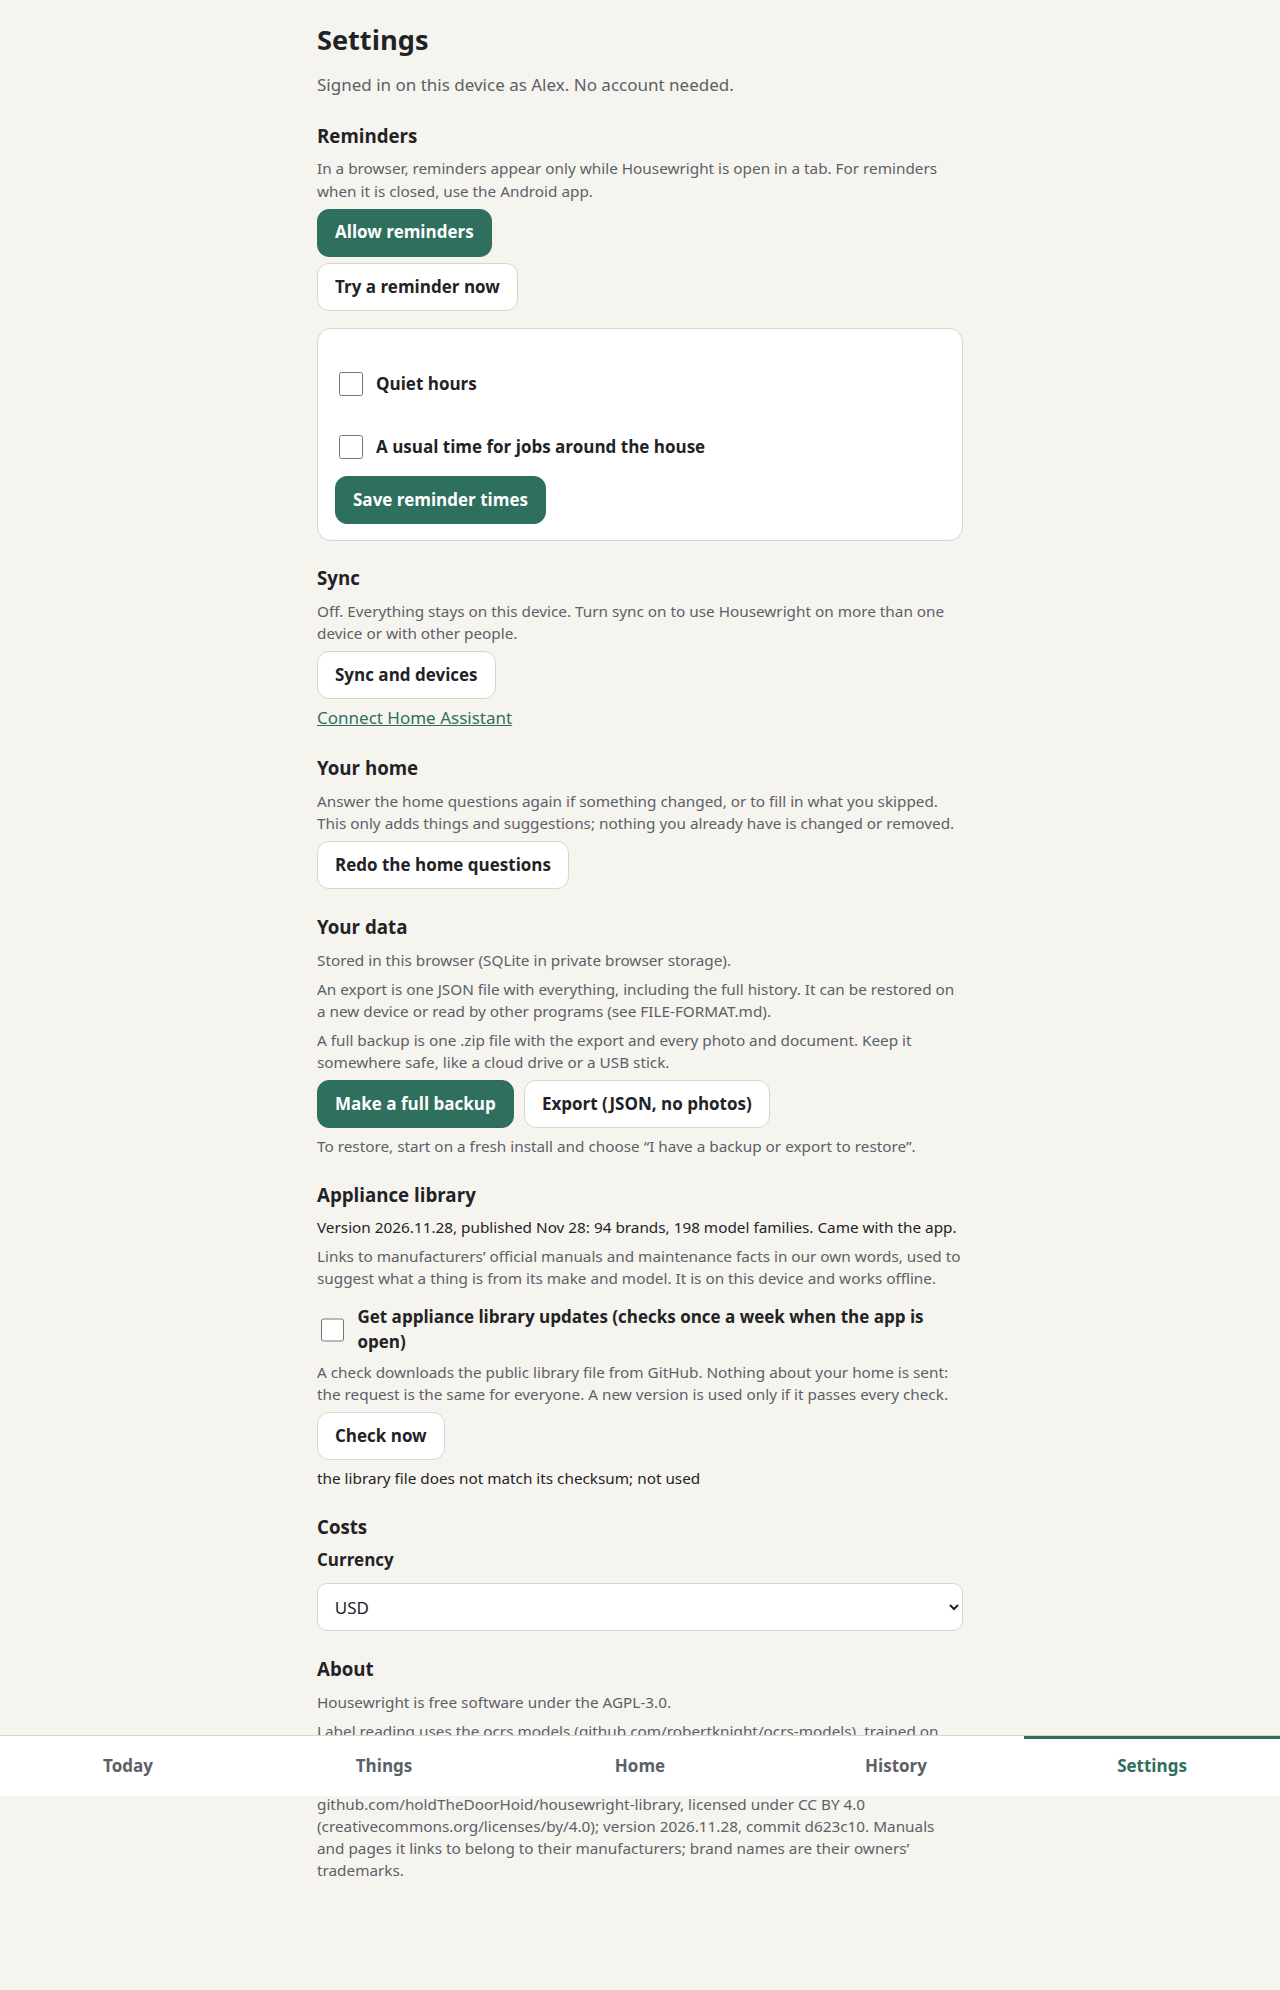 Settings
Signed in on this device as Alex. No account needed.
Reminders
In a browser, reminders appear only while Housewright is open in a tab. For reminders
when it is closed, use the Android app.
Allow reminders
Try a reminder now
Quiet hours
A usual time for jobs around the house
Save reminder times
Sync
Off. Everything stays on this device. Turn sync on to use Housewright on more than one
device or with other people.
Sync and devices
Connect Home Assistant
Your home
Answer the home questions again if something changed, or to fill in what you skipped.
This only adds things and suggestions; nothing you already have is changed or removed.
Redo the home questions
Your data
Stored in this browser (SQLite in private browser storage).
An export is one JSON file with everything, including the full history. It can be restored on
a new device or read by other programs (see FILE-FORMAT.md).
A full backup is one .zip file with the export and every photo and document. Keep it
somewhere safe, like a cloud drive or a USB stick.
Make a full backup
Export (JSON, no photos)
To restore, start on a fresh install and choose “I have a backup or export to restore”.
Appliance library
Version 2026.11.28, published Nov 28: 94 brands, 198 model families. Came with the app.
Links to manufacturers’ official manuals and maintenance facts in our own words, used to
suggest what a thing is from its make and model. It is on this device and works offline.
Get appliance library updates (checks once a week when the app is
open)
A check downloads the public library file from GitHub. Nothing about your home is sent:
the request is the same for everyone. A new version is used only if it passes every check.
Check now
the library file does not match its checksum; not used
Costs
Currency
USD
About
Housewright is free software under the AGPL-3.0.
Label reading uses the ocrs models (github.com/robertknight/ocrs-models), trained on
Today
Things
Home
History
Settings
github.com/holdTheDoorHoid/housewright-library, licensed under CC BY 4.0
(creativecommons.org/licenses/by/4.0); version 2026.11.28, commit d623c10. Manuals
and pages it links to belong to their manufacturers; brand names are their owners’
trademarks.